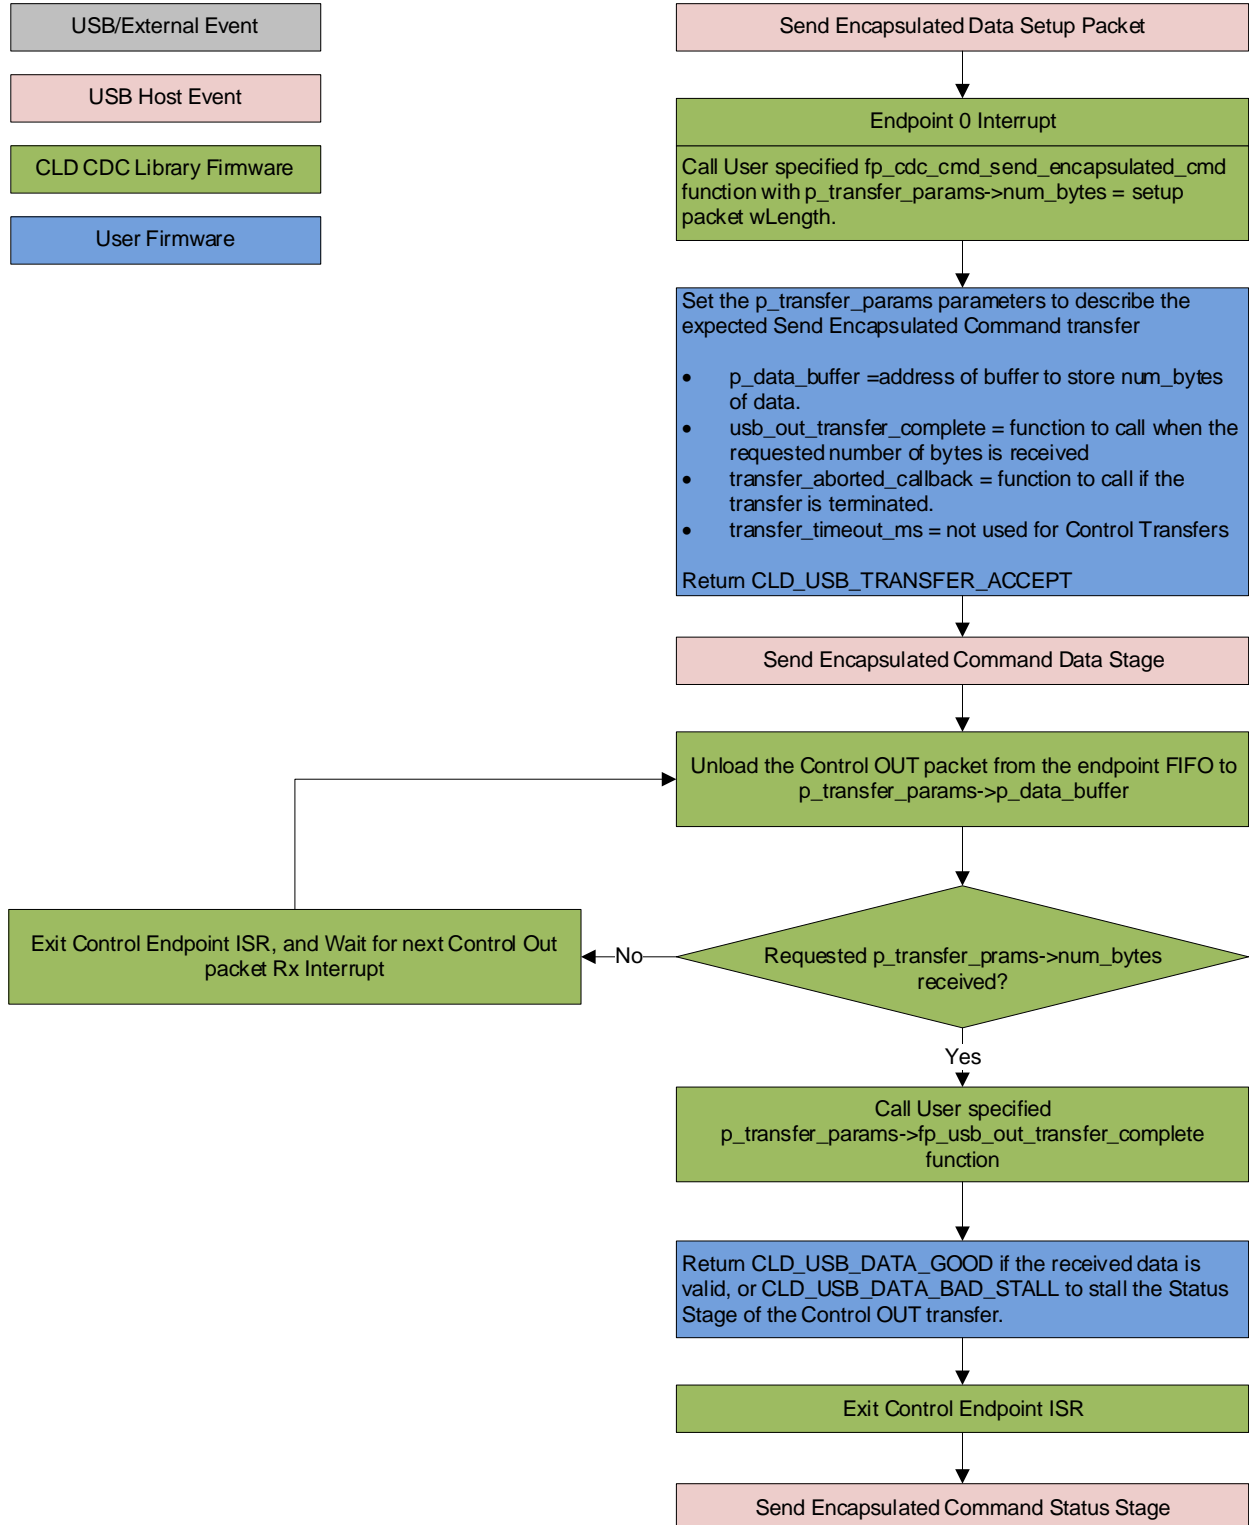 USB/External Event
USB Host Event
CLD CDC Library Firmware
User Firmware
Send Encapsulated Data Setup Packet
Endpoint 0 Interrupt
Call User specified fp_cdc_cmd_send_encapsulated_cmd
function with p_transfer_params->num_bytes = setup
packet wLength.
Set the p_transfer_params parameters to describe the
expected Send Encapsulated Command transfer
• p_data_buffer =address of buffer to store num_bytes
of data.
• usb_out_transfer_complete = function to call when the
requested number of bytes is received
• transfer_aborted_callback = function to call if the
transfer is terminated.
• transfer_timeout_ms = not used for Control Transfers
Return CLD_USB_TRANSFER_ACCEPT
Send Encapsulated Command Data Stage
Unload the Control OUT packet from the endpoint FIFO to
p_transfer_params->p_data_buffer
Exit Control Endpoint ISR, and Wait for next Control Out
packet Rx Interrupt
No
Requested p_transfer_prams->num_bytes
received?
Yes
Call User specified
p_transfer_params->fp_usb_out_transfer_complete
function
Return CLD_USB_DATA_GOOD if the received data is
valid, or CLD_USB_DATA_BAD_STALL to stall the Status
Stage of the Control OUT transfer.
Exit Control Endpoint ISR
Send Encapsulated Command Status Stage